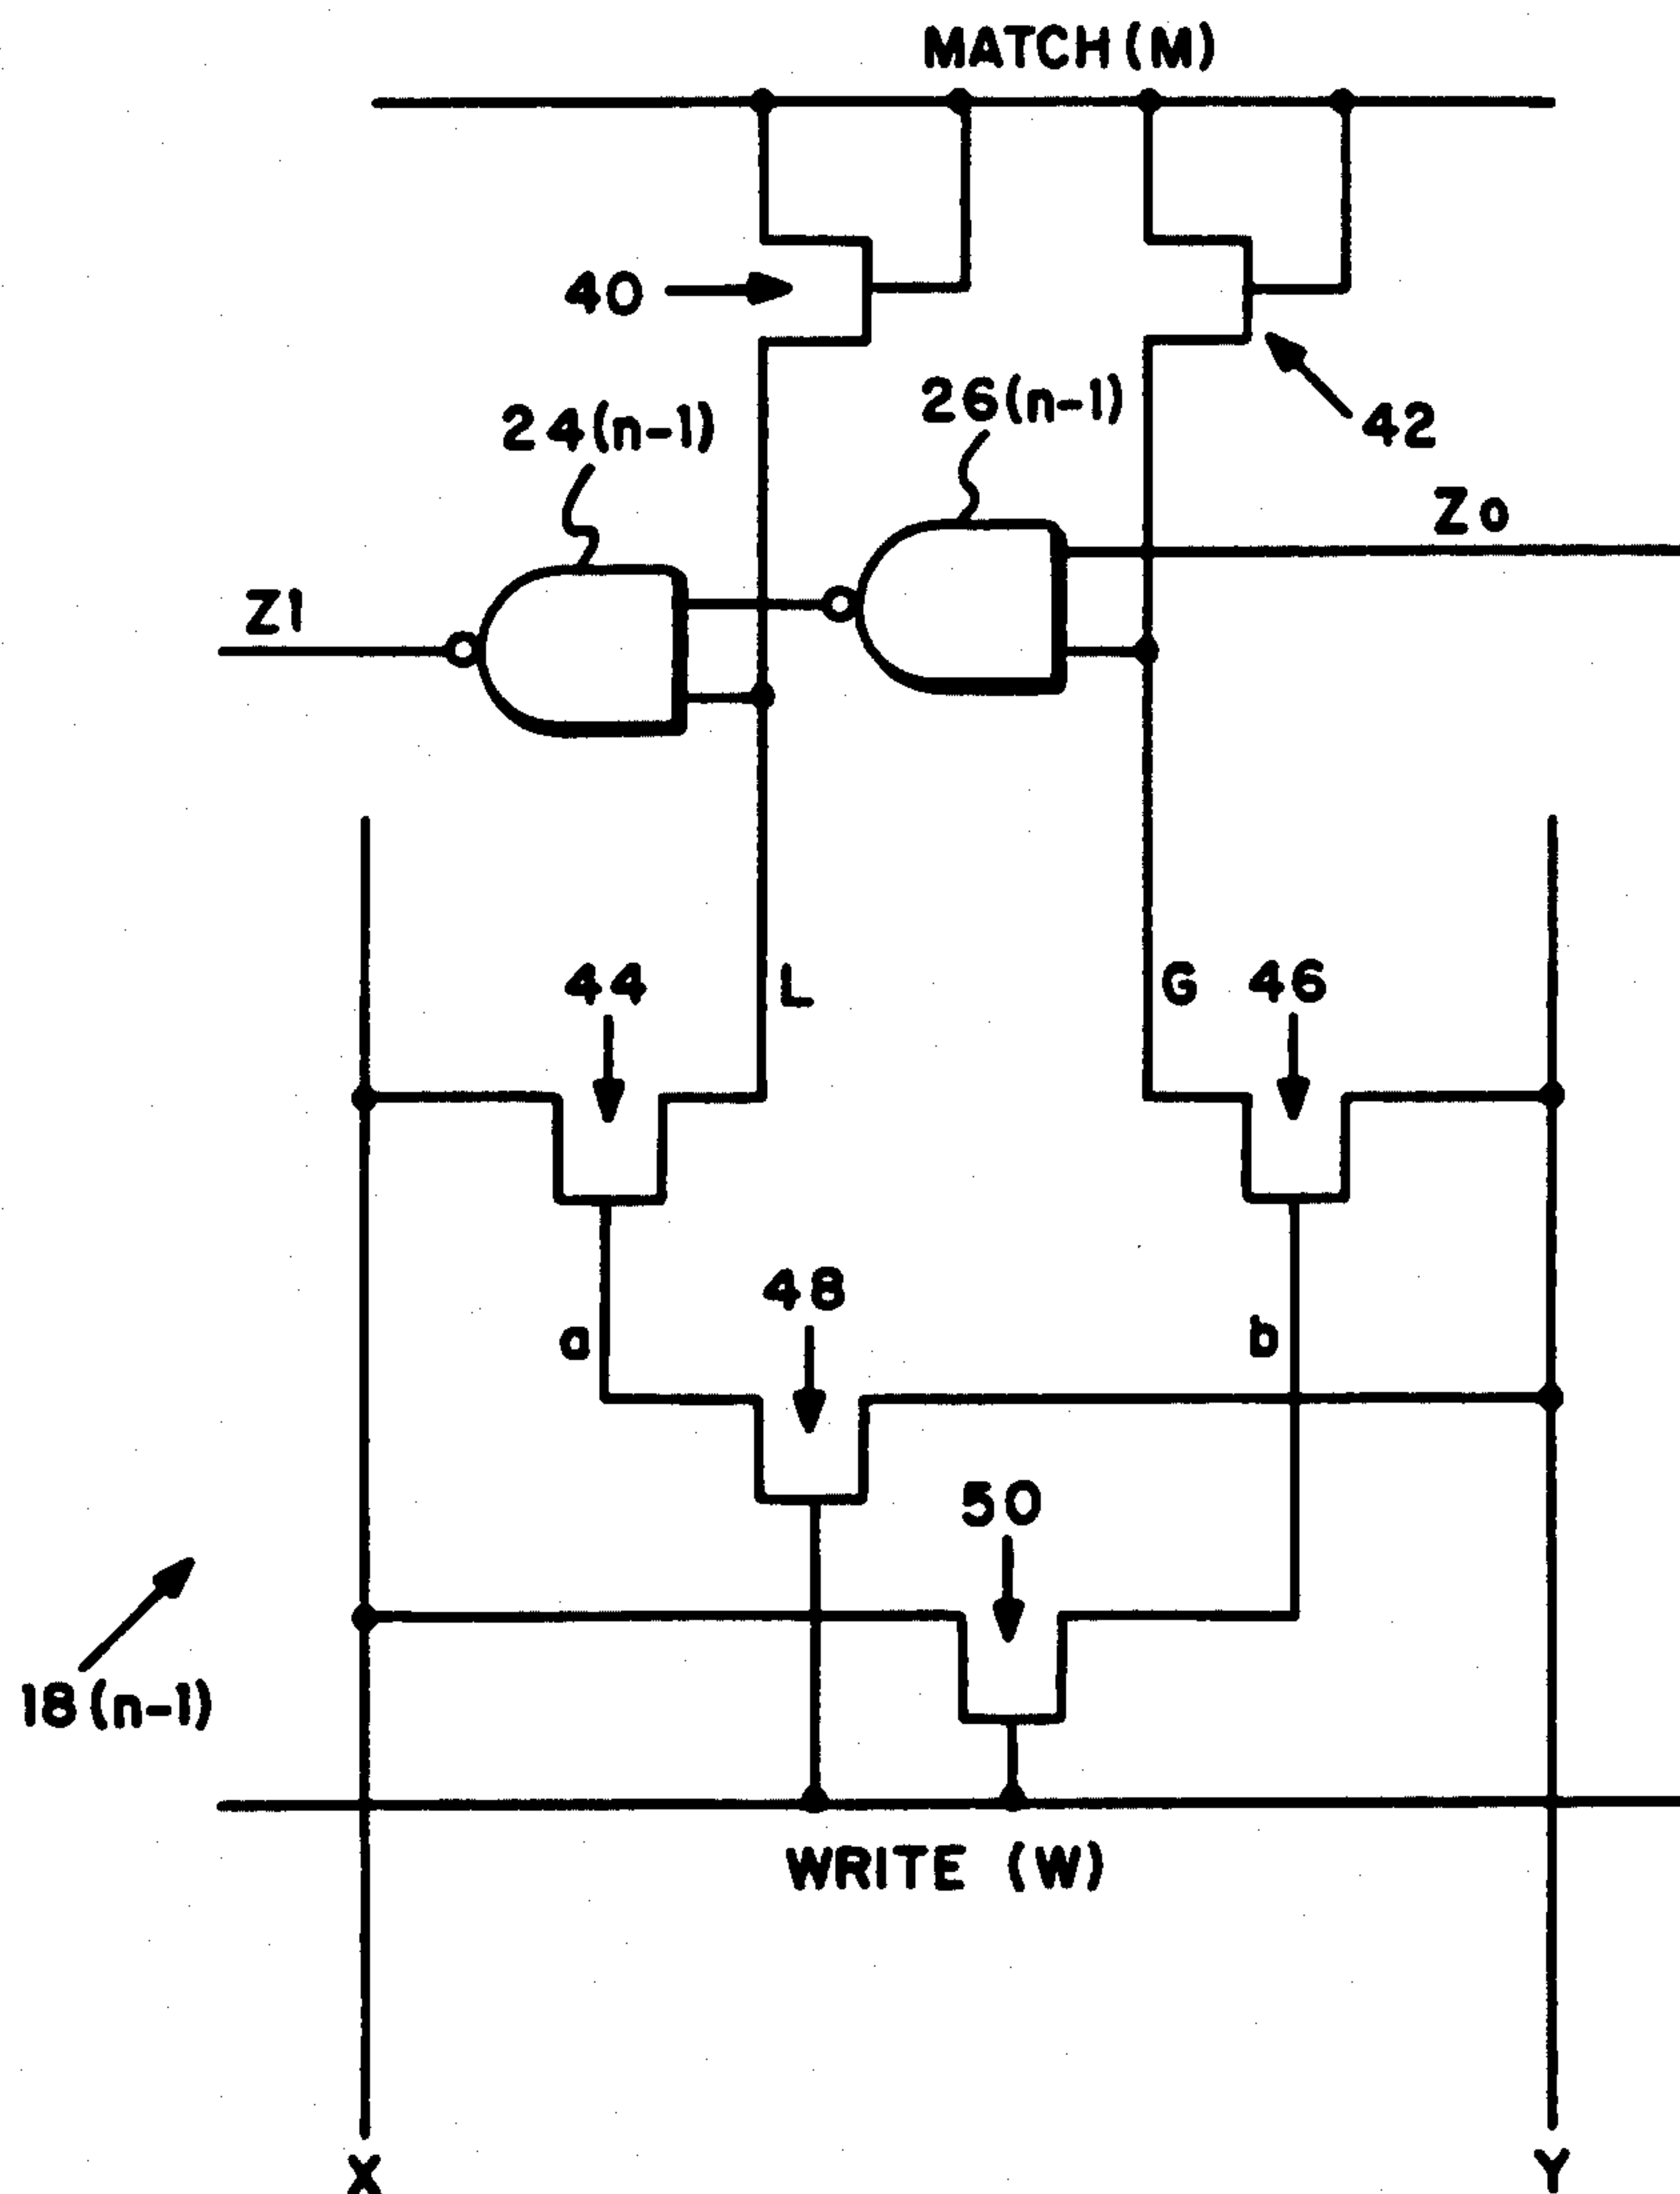 MATCH(M)
40
26(n-1)
24(n-1)
42
Zo
Z1
44
L
G
46
48
a
b
50
18(n-1)
WRITE (W)
X
Y